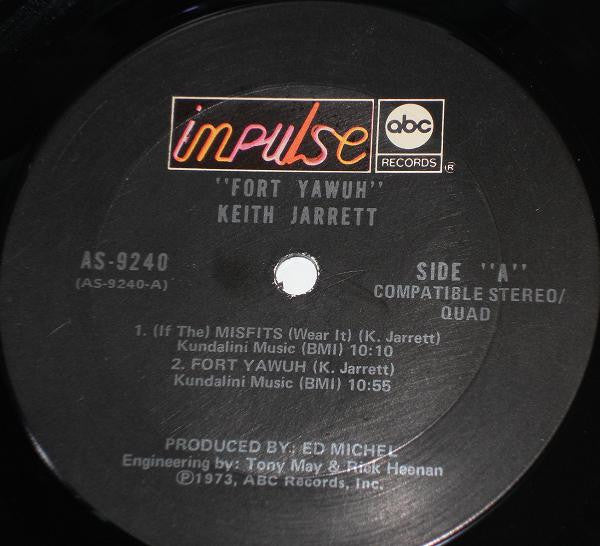 impulse
abc
RECORDS
®
"FORT YAWUH"
KEITH JARRETT
AS-9240
(AS-9240-A)
SIDE "A"
COMPATIBLE STEREO/
QUAD
1. (If The) MISFITS (Wear It) (K. Jarrett)
Kundalini Music (BMI) 10:10
2. FORT YAWUH (K. Jarrett)
Kundalini Music (BMI) 10:55
PRODUCED BY: ED MICHEL
Engineering by: Tony May & Rick Heenan
℗1973, ABC Records, Inc.